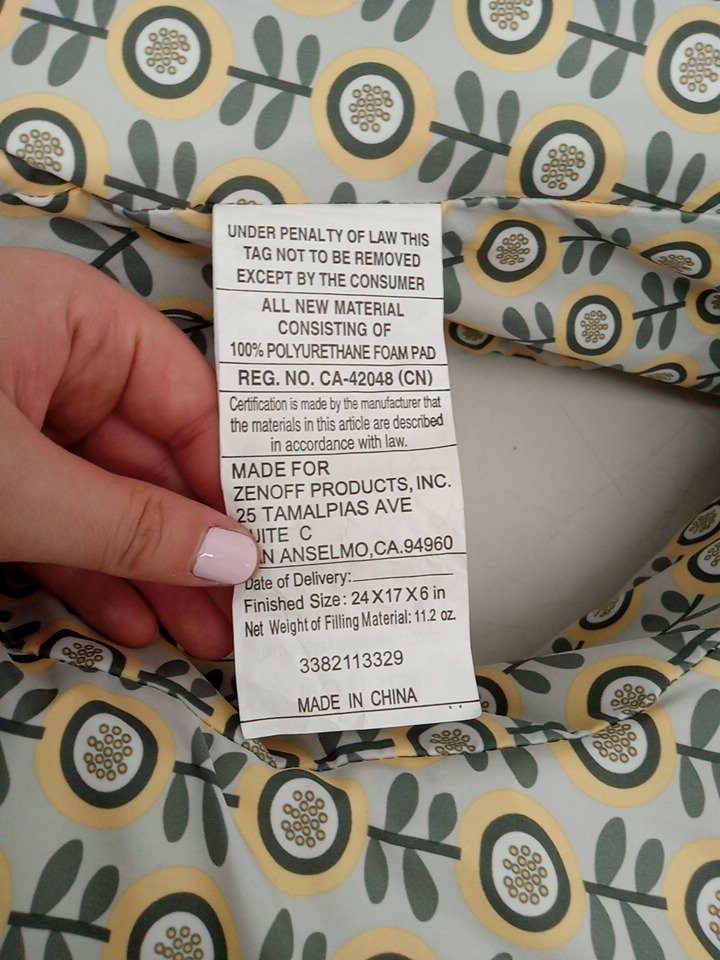 UNDER PENALTY OF LAW THIS
TAG NOT TO BE REMOVED
EXCEPT BY THE CONSUMER
ALL NEW MATERIAL
CONSISTING OF
100% POLYURETHANE FOAM PAD
REG. NO. CA-42048 (CN)
Certification is made by the manufacturer that
the materials in this article are described
in accordance with law.
MADE FOR
ZENOFF PRODUCTS, INC.
25 TAMALPIAS AVE
UITE C
N ANSELMO,CA.94960
Date of Delivery:
Finished Size: 24X17X6 in
Net Weight of Filling Material: 11.2 oz.
3382113329
MADE IN CHINA